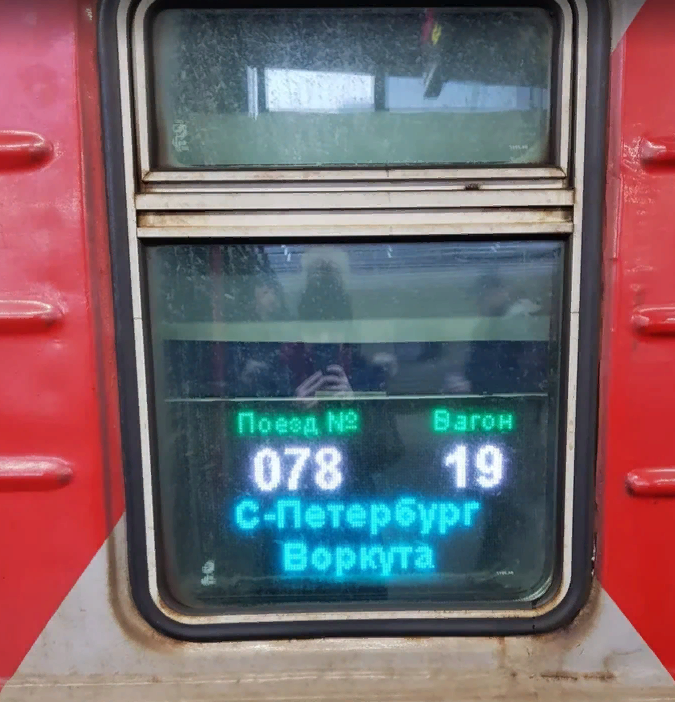 Поезд № Вагон
078 19
С-Петербург
Воркута